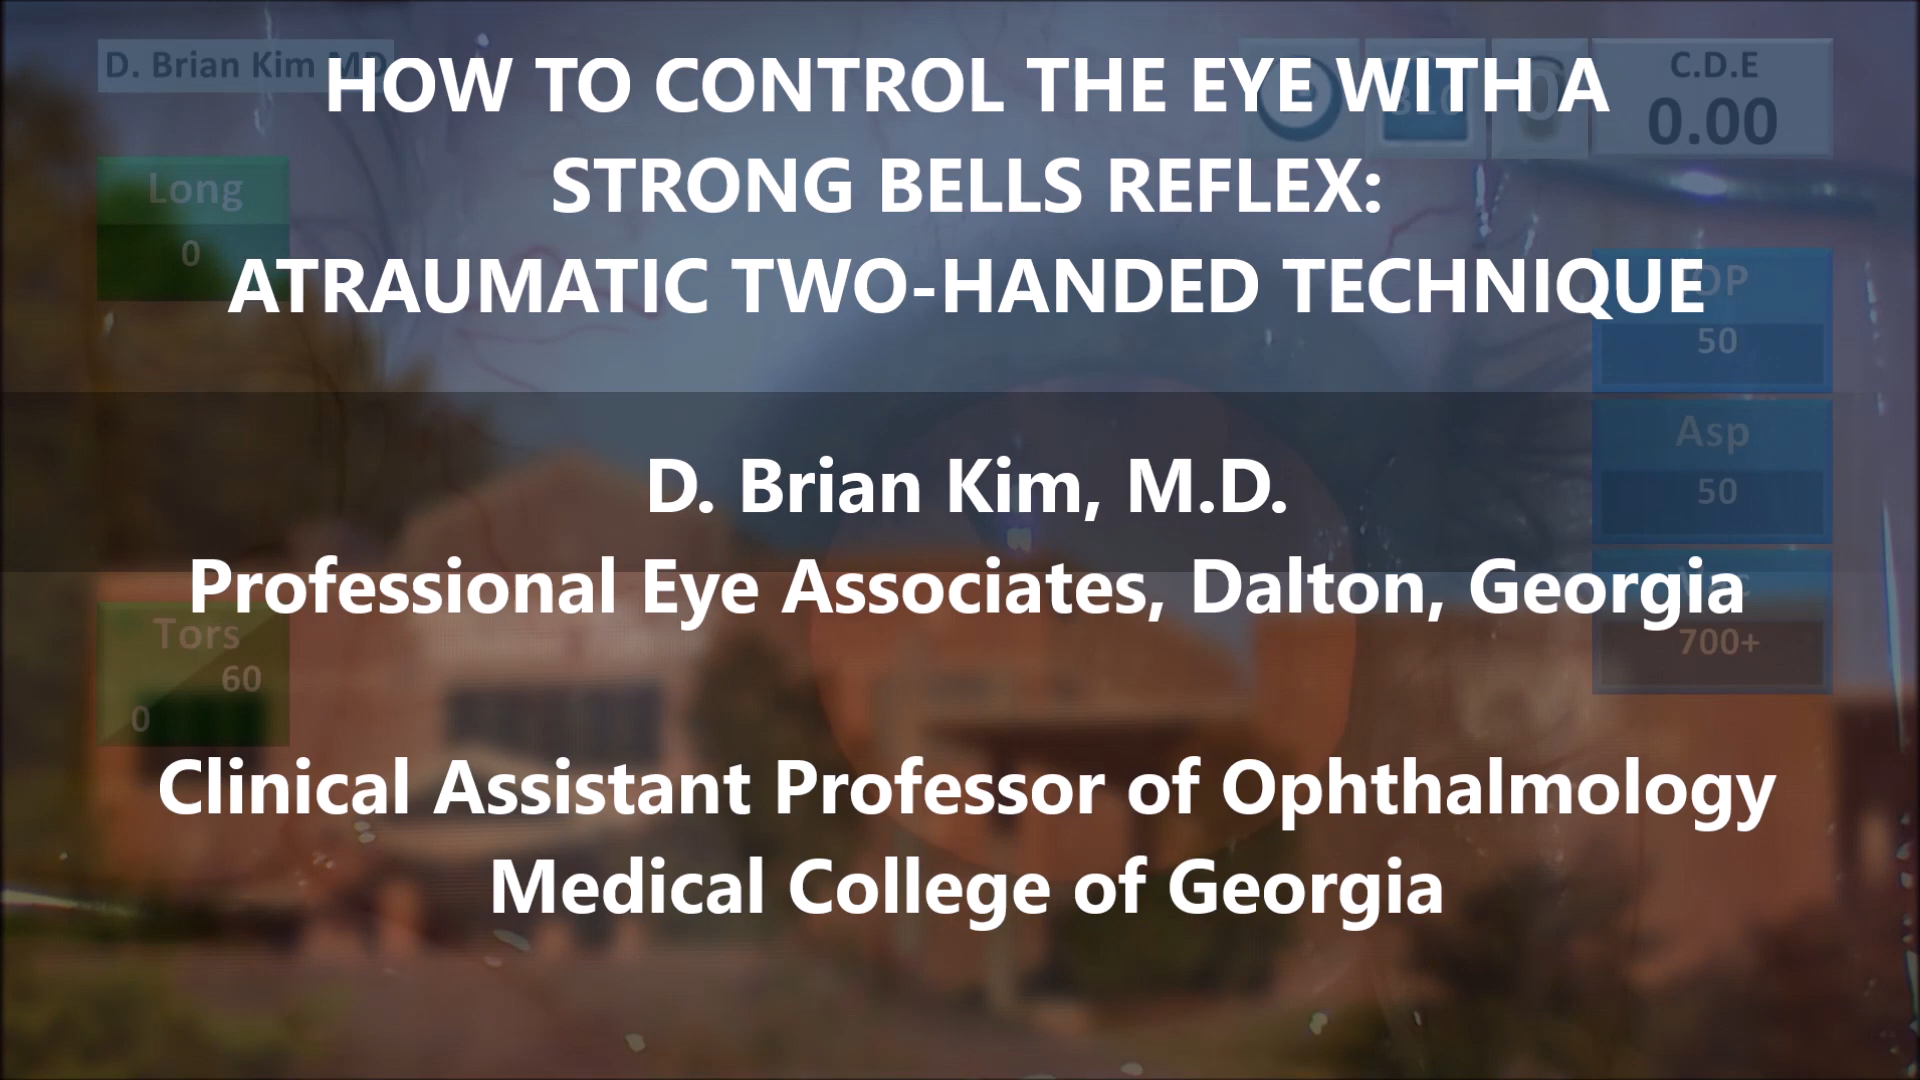 D. Brian Kim MD
HOW TO CONTROL THE EYE WITH A
STRONG BELLS REFLEX:
ATRAUMATIC TWO-HANDED TECHNIQUE
C.D.E
0.00
Long
0
50
Asp
50
D. Brian Kim, M.D.
Professional Eye Associates, Dalton, Georgia
700+
Tors
60
0
Clinical Assistant Professor of Ophthalmology
Medical College of Georgia